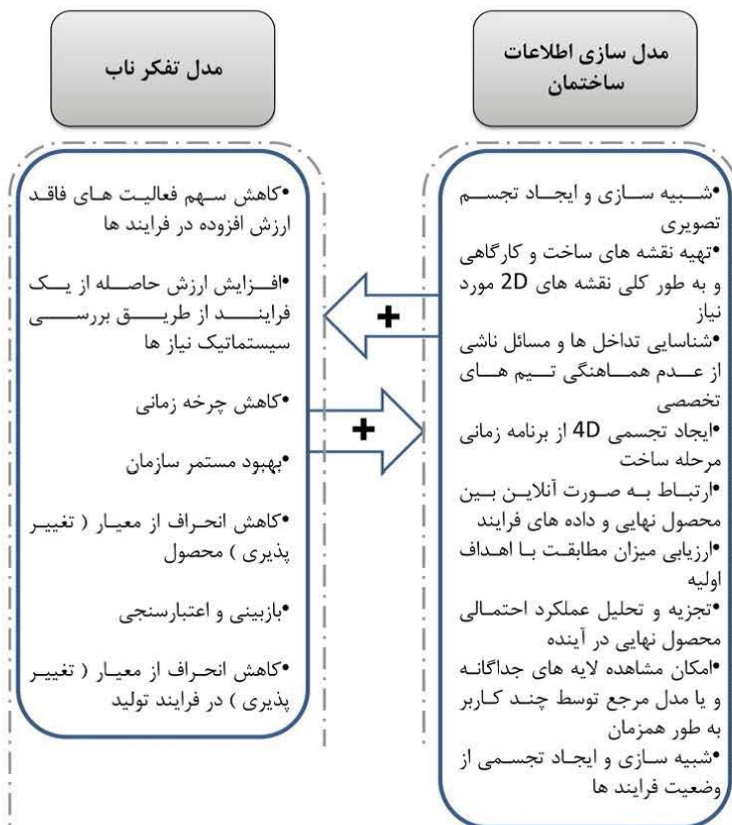 مدل سازی اطلاعات
ساختمان
•شبیه سازی و ایجاد تجسم
تصویری
•تهیه نقشه های ساخت و کارگاهی
و به طور کلی نقشه های 2D مورد
نیاز
•شناسایی تداخل ها و مسائل ناشی
از عدم هماهنگی تیم های
تخصصی
•ایجاد تجسمی 4D از برنامه زمانی
مرحله ساخت
•ارتباط به صورت آنلاین بین
محصول نهایی و داده های فرایند
•ارزیابی میزان مطابقت با اهداف
اولیه
•تجزیه و تحلیل عملکرد احتمالی
محصول نهایی در آینده
•امکان مشاهده لایه های جداگانه
و یا مدل مرجع توسط چند کاربر
به طور همزمان
•شبیه سازی و ایجاد تجسمی از
وضعیت فرایند ها
+
+
مدل تفکر ناب
•کاهش سهم فعالیت های فاقد
ارزش افزوده در فرایند ها
•افزایش ارزش حاصله از یک
فرایند از طریق بررسی
سیستماتیک نیاز ها
•کاهش چرخه زمانی
•بهبود مستمر سازمان
•کاهش انحراف از معیار ( تغییر
پذیری ) محصول
•بازبینی و اعتبارسنجی
•کاهش انحراف از معیار ( تغییر
پذیری ) در فرایند تولید